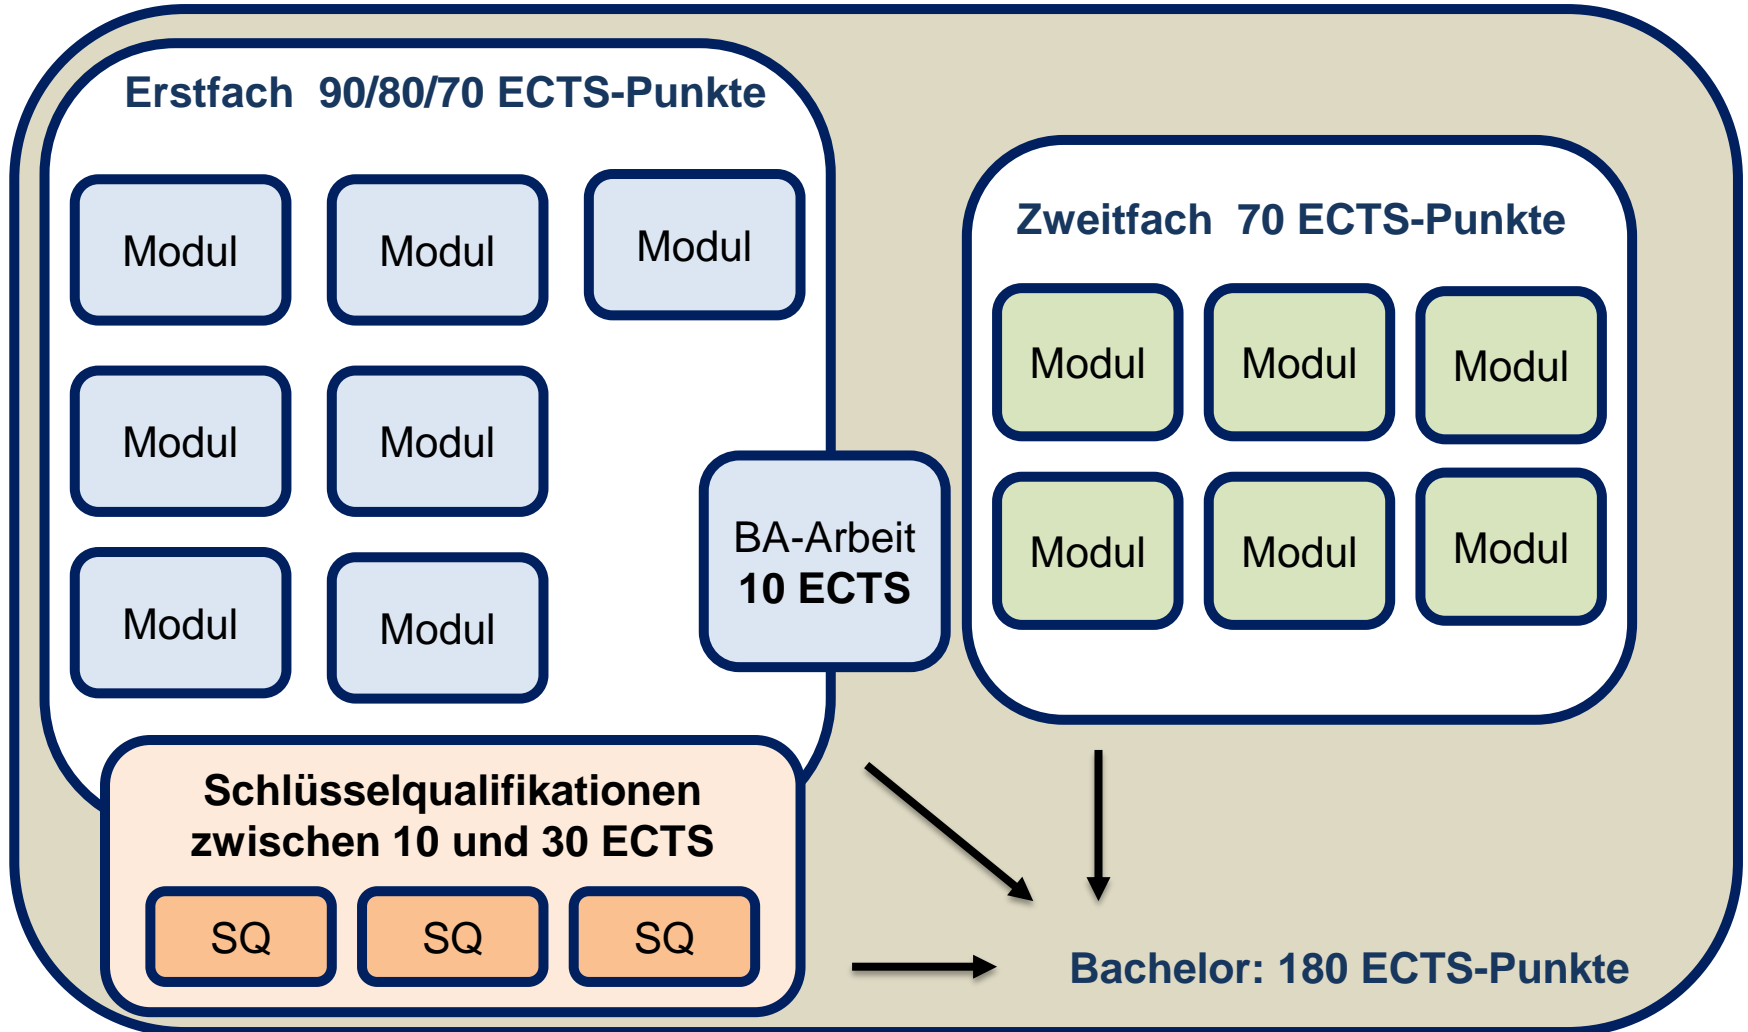 Erstfach 90/80/70 ECTS-Punkte
Modul
Modul
Modul
Modul
Modul
Modul
Modul
BA-Arbeit
10 ECTS
Zweitfach 70 ECTS-Punkte
Modul
Modul
Modul
Modul
Modul
Modul
Schlüsselqualifikationen
zwischen 10 und 30 ECTS
SQ
SQ
SQ
Bachelor: 180 ECTS-Punkte